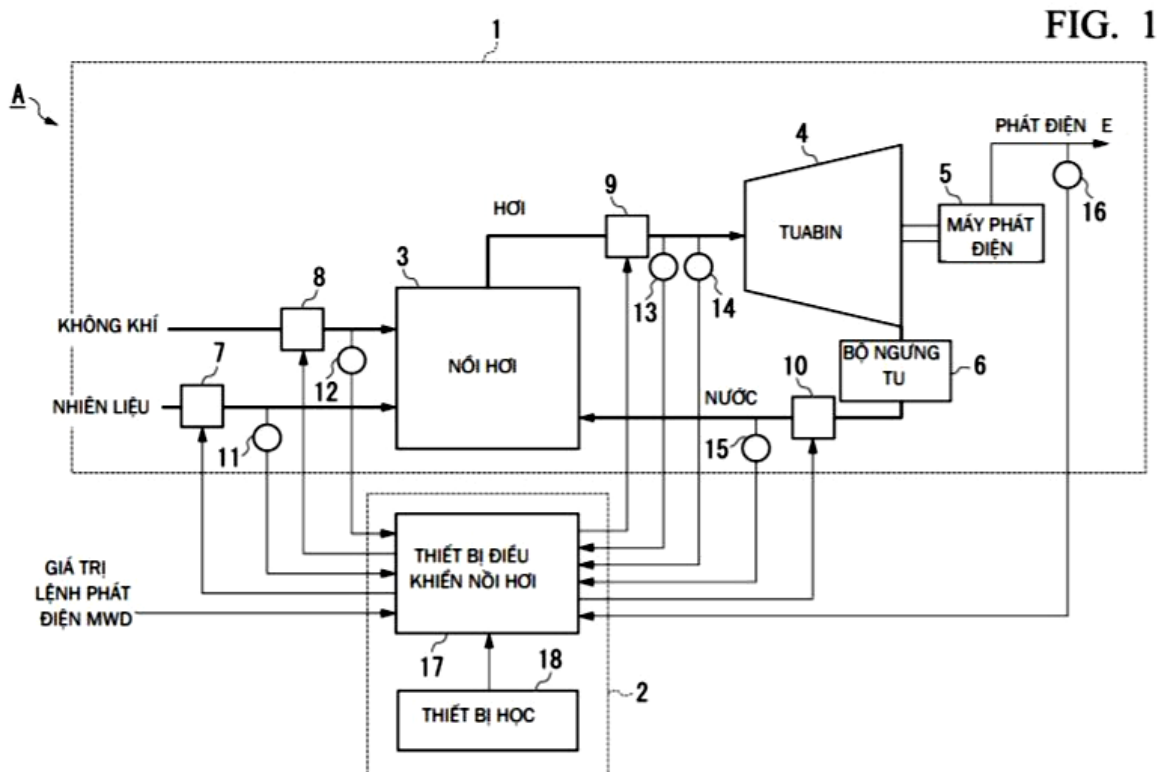 FIG. 1
1
A
4
PHÁT ĐIỆN E
5
16
HƠI
9
TUABIN
MÁY PHÁT
ĐIỆN
3
8
13
14
KHÔNG KHÍ
7
12
NỒI HƠI
BỘ NGƯNG
TU
6
10
NHIÊN LIỆU
NƯỚC
11
15
THIẾT BỊ ĐIỀU
KHIỂN NỒI HƠI
GIÁ TRỊ
LỆNH PHÁT
ĐIỆN MWD
17
18
2
THIẾT BỊ HỌC